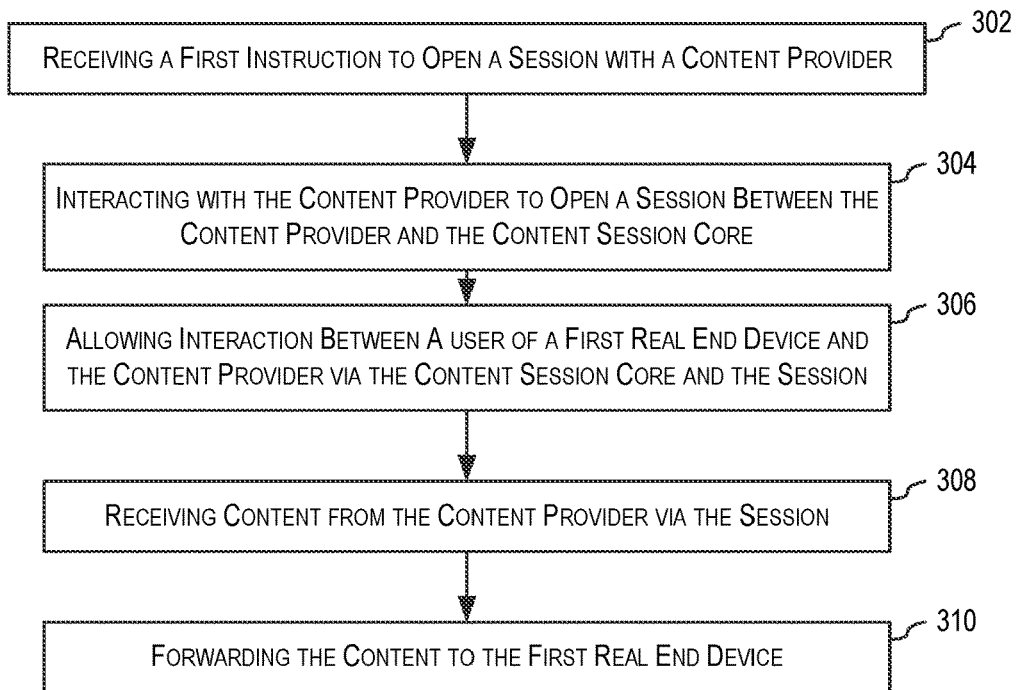 302
RECEIVING A FIRST INSTRUCTION TO OPEN A SESSION WITH A CONTENT PROVIDER
304
INTERACTING WITH THE CONTENT PROVIDER TO OPEN A SESSION BETWEEN THE
CONTENT PROVIDER AND THE CONTENT SESSION CORE
306
ALLOWING INTERACTION BETWEEN A USER OF A FIRST REAL END DEVICE AND
THE CONTENT PROVIDER VIA THE CONTENT SESSION CORE AND THE SESSION
308
RECEIVING CONTENT FROM THE CONTENT PROVIDER VIA THE SESSION
310
FORWARDING THE CONTENT TO THE FIRST REAL END DEVICE